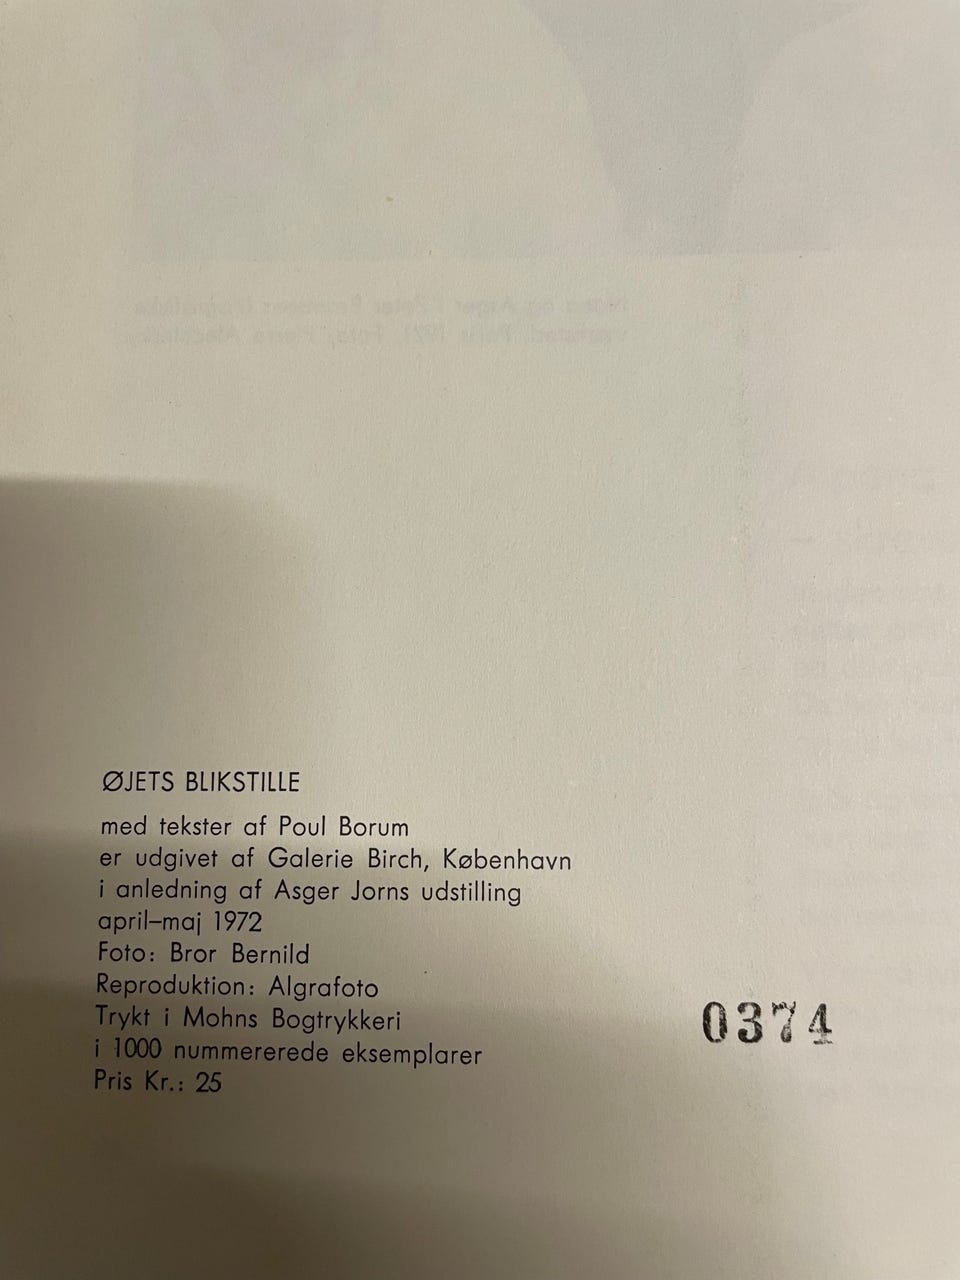 ØJETS BLIKSTILLE
med tekster af Poul Borum
er udgivet af Galerie Birch, København
i anledning af Asger Jorns udstilling
april–maj 1972
Foto: Bror Bernild
Reproduktion: Algrafoto
Trykt i Mohns Bogtrykkeri
i 1000 nummererede eksemplarer
Pris Kr.: 25
0374